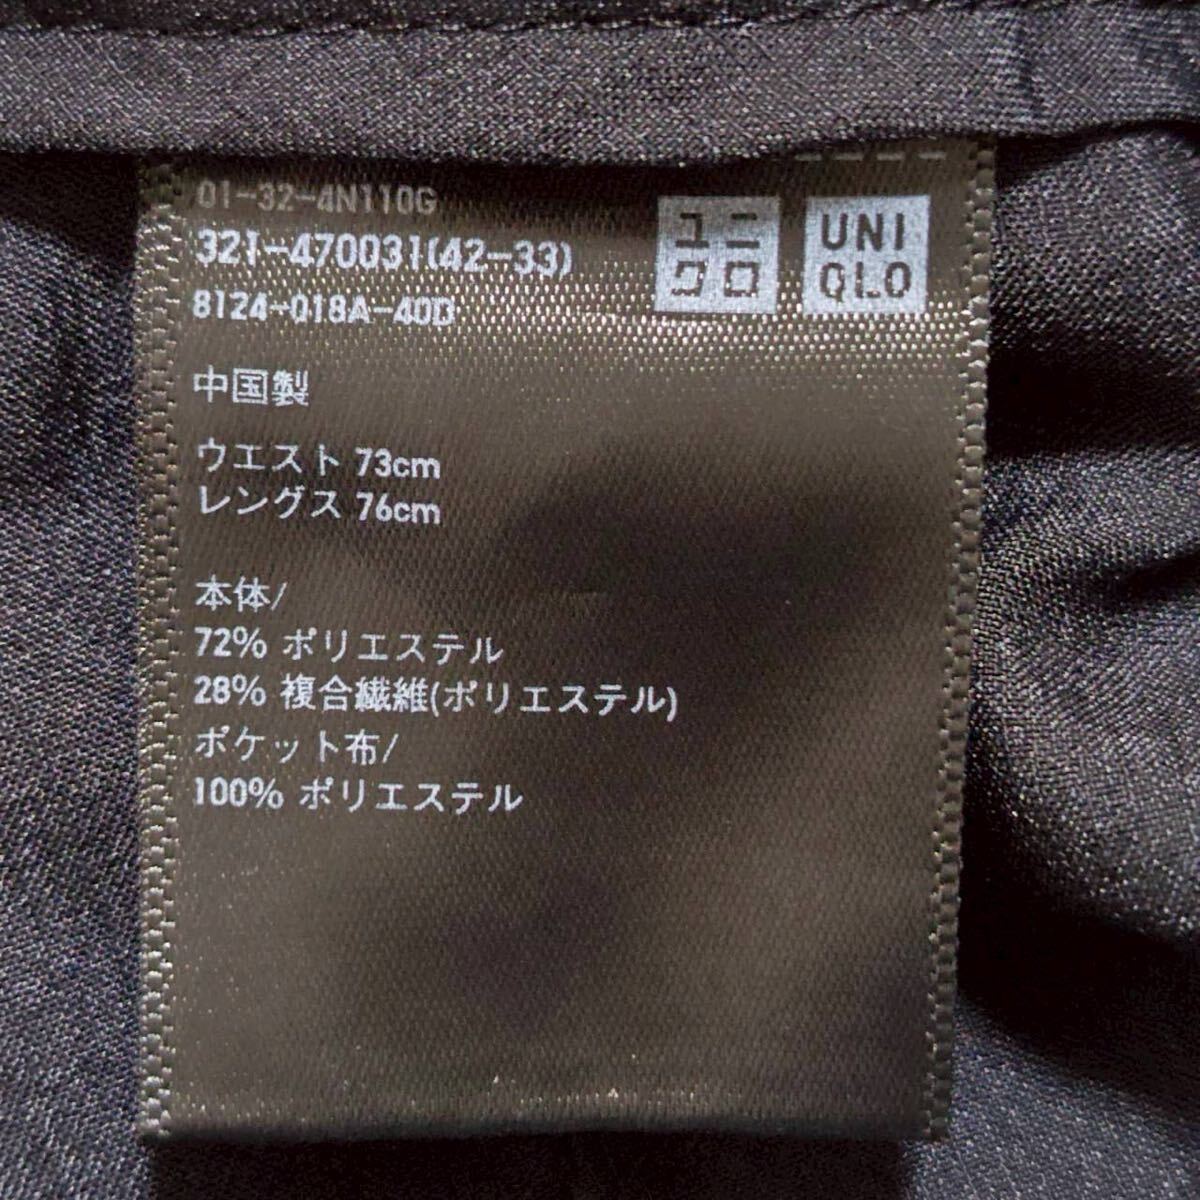 01-32-4N110G
321-470031(42-33)
8124-018A-40D
ユニ
クロ
UNI
QLO
中国製
ウエスト 73cm
レングス 76cm
本体/
72% ポリエステル
28% 複合繊維(ポリエステル)
ポケット布/
100% ポリエステル